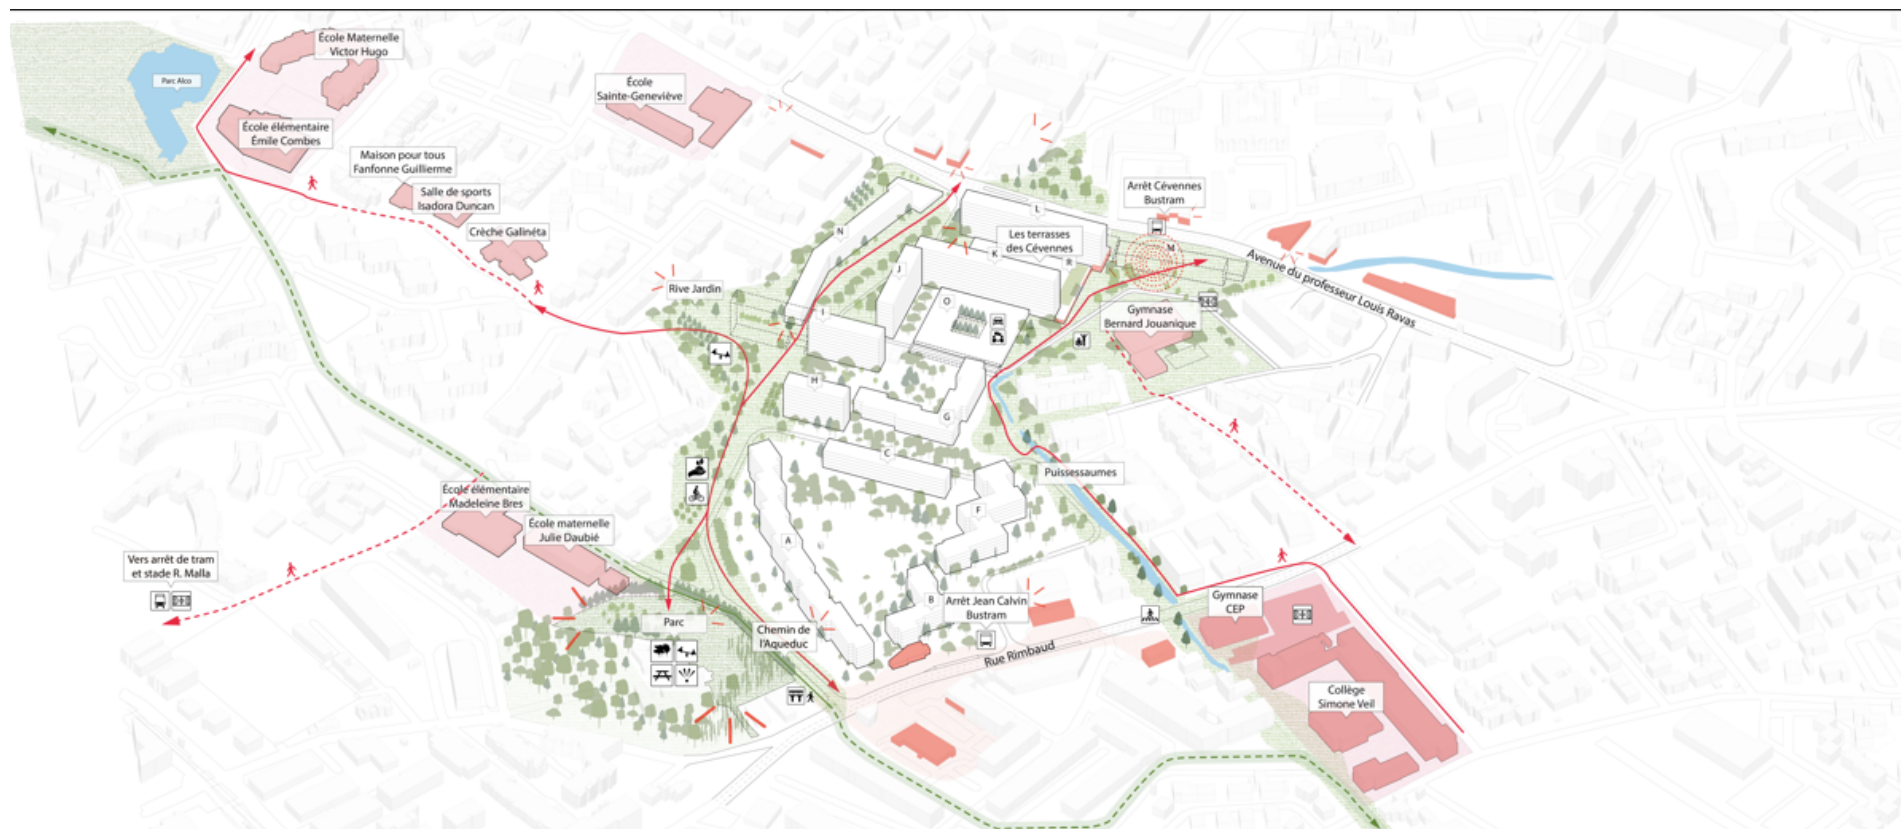 École Maternelle
Victor Hugo
Parc Alco
École
Sainte-Geneviève
École élémentaire
Émile Combes
Maison pour tous
Fanfonne Guillierme
Salle de sports
Isadora Duncan
Crèche Galinéta
Arrêt Cévennes
Bustram
L
N
Les terrasses
des Cévennes
K
R
M
J
Rive Jardin
Avenue du professeur Louis Ravas
O
I
Gymnase
Bernard Jouanique
H
G
C
Puissessaumes
École élémentaire
Madeleine Bres
École maternelle
Julie Daubié
F
A
Vers arrêt de tram
et stade R. Malla
B
Arrêt Jean Calvin
Bustram
Gymnase
CEP
Parc
Chemin de
l'Aqueduc
Rue Rimbaud
Collège
Simone Veil